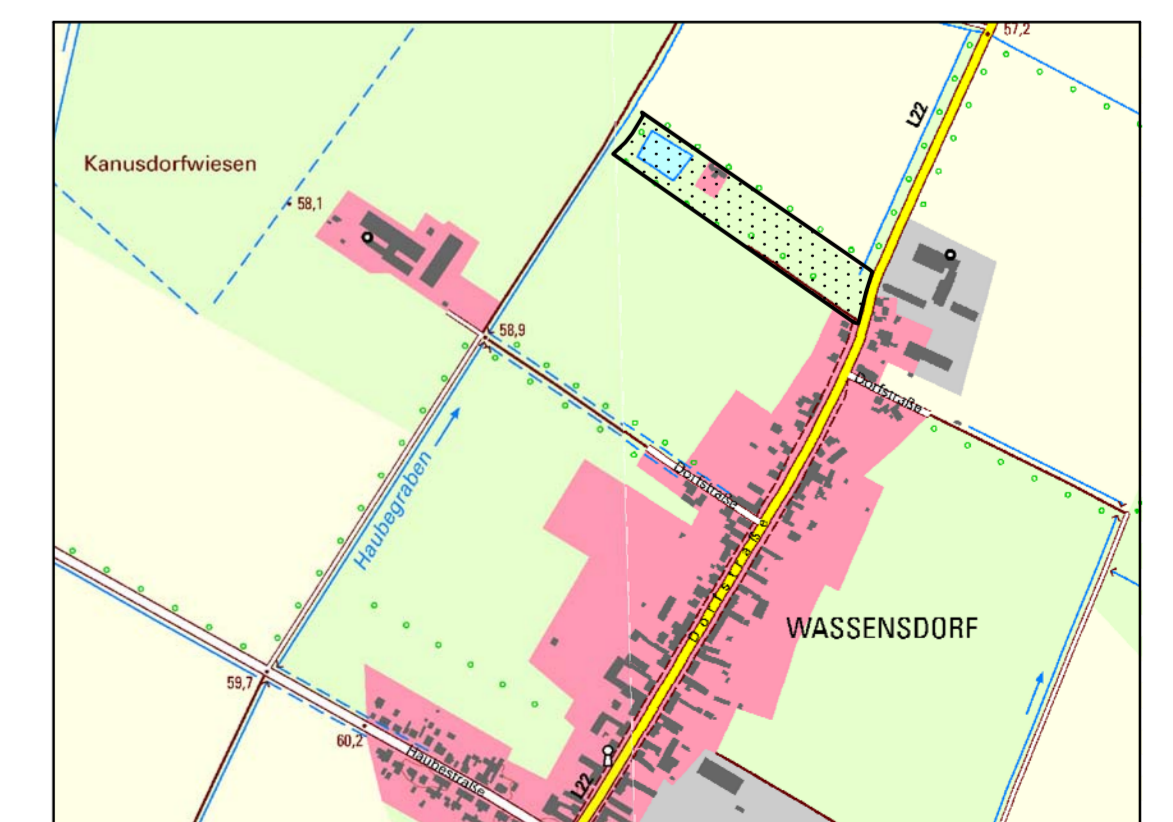 57,2
L22
Kanusdorfwiesen
58,1
58,9
Dorfstraße
Dorfstraße
Haubegraben
Dorfstraße
WASSENSDORF
59,7
60,2
Haubestraße
L22